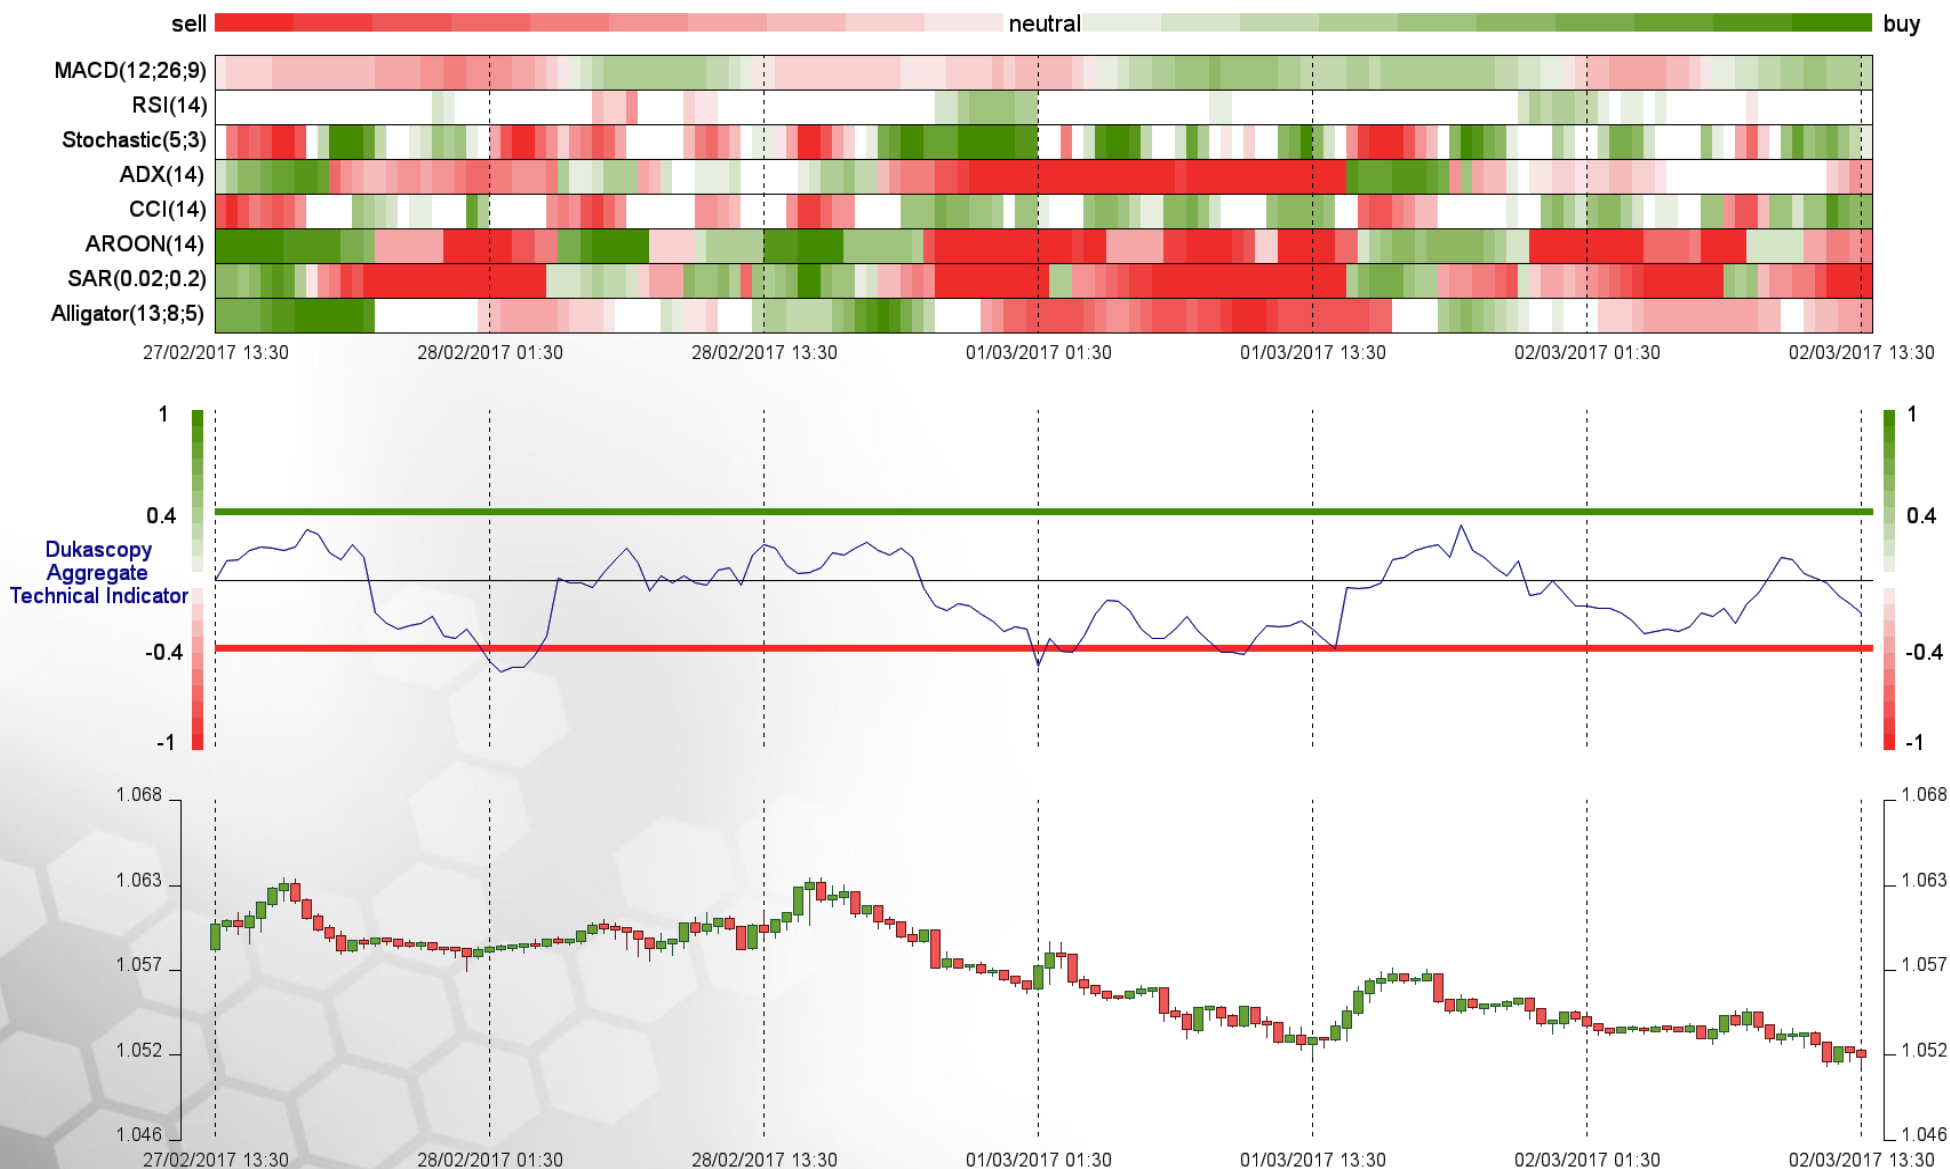 sell neutral buy
MACD(12;26;9)
RSI(14)
Stochastic(5;3)
ADX(14)
CCI(14)
AROON(14)
SAR(0.02;0.2)
Alligator(13;8;5)
27/02/2017 13:30 28/02/2017 01:30 28/02/2017 13:30 01/03/2017 01:30 01/03/2017 13:30 02/03/2017 01:30 02/03/2017 13:30
1 1
0.4 0.4
Dukascopy
Aggregate
Technical Indicator
-0.4 -0.4
-1 -1
1.068 1.068
1.063 1.063
1.057 1.057
1.052 1.052
1.046 1.046
27/02/2017 13:30 28/02/2017 01:30 28/02/2017 13:30 01/03/2017 01:30 01/03/2017 13:30 02/03/2017 01:30 02/03/2017 13:30